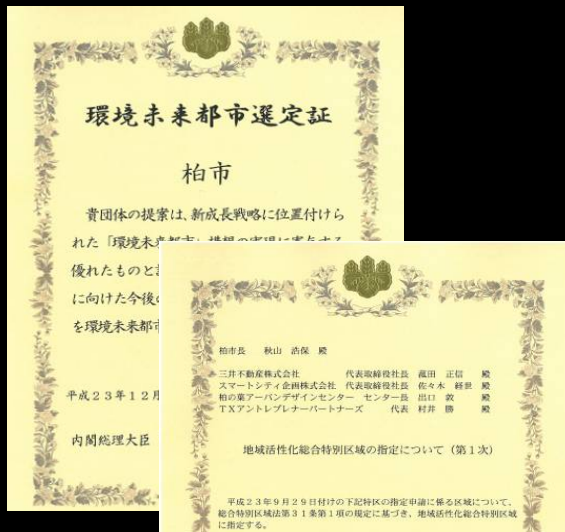 環境未来都市選定証
柏市
貴団体の提案は、新成長戦略に位置付けら
れた「環境未来都市」構想の実現に寄与する
優れたものと
に向けた今後の
を環境未来都市
平成23年12月
内閣総理大臣
柏市長 秋山 浩保 殿
三井不動産株式会社 代表取締役社長 菰田 正信 殿
スマートシティ企画株式会社 代表取締役社長 佐々木 経世 殿
柏の葉アーバンデザインセンター センター長 出口 敦 殿
TXアントレプレナーパートナーズ 代表 村井 勝 殿
地域活性化総合特別区域の指定について(第1次)
平成23年9月29日付けの下記特区の指定申請に係る区域について、
総合特別区域法第31条第1項の規定に基づき、地域活性化総合特別区域
に指定する。